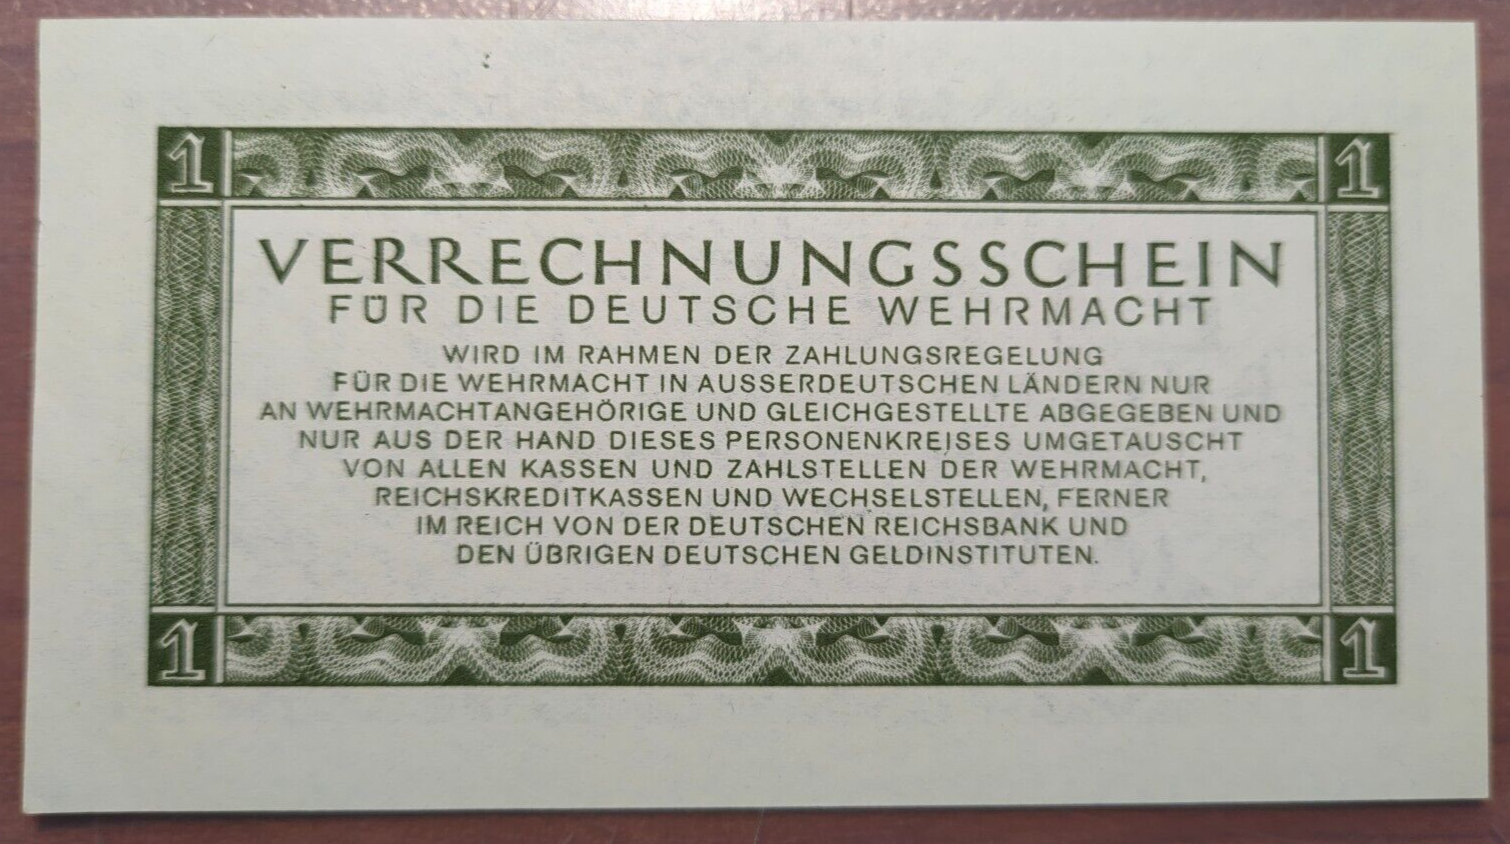 1 1
VERRECHNUNGSSCHEIN
FÜR DIE DEUTSCHE WEHRMACHT
WIRD IM RAHMEN DER ZAHLUNGSREGELUNG
FÜR DIE WEHRMACHT IN AUSSERDEUTSCHEN LÄNDERN NUR
AN WEHRMACHTANGEHÖRIGE UND GLEICHGESTELLTE ABGEGEBEN UND
NUR AUS DER HAND DIESES PERSONENKREISES UMGETAUSCHT
VON ALLEN KASSEN UND ZAHLSTELLEN DER WEHRMACHT,
REICHSKREDITKASSEN UND WECHSELSTELLEN, FERNER
IM REICH VON DER DEUTSCHEN REICHSBANK UND
DEN ÜBRIGEN DEUTSCHEN GELDINSTITUTEN.
1 1